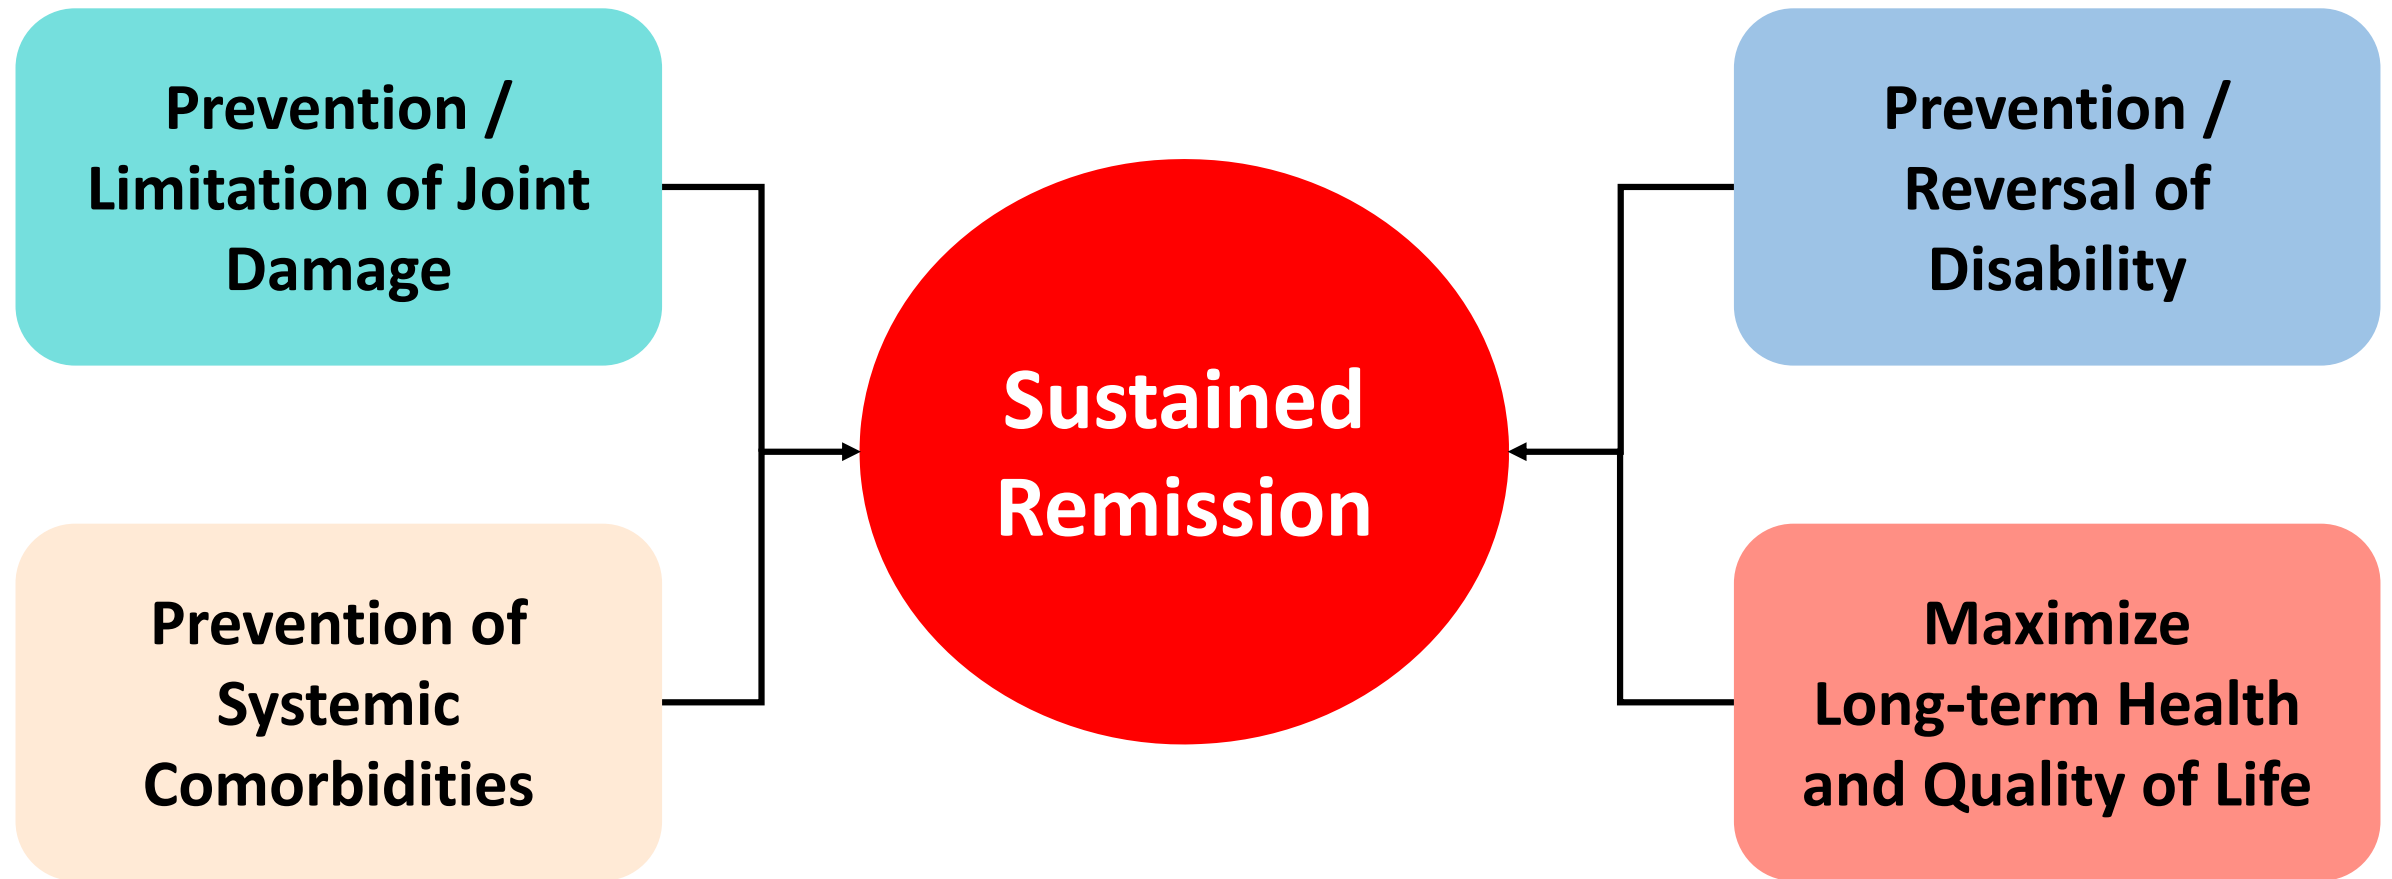 Prevention /
Limitation of Joint
Damage
Prevention of
Systemic
Comorbidities
Sustained
Remission
Prevention /
Reversal of
Disability
Maximize
Long-term Health
and Quality of Life